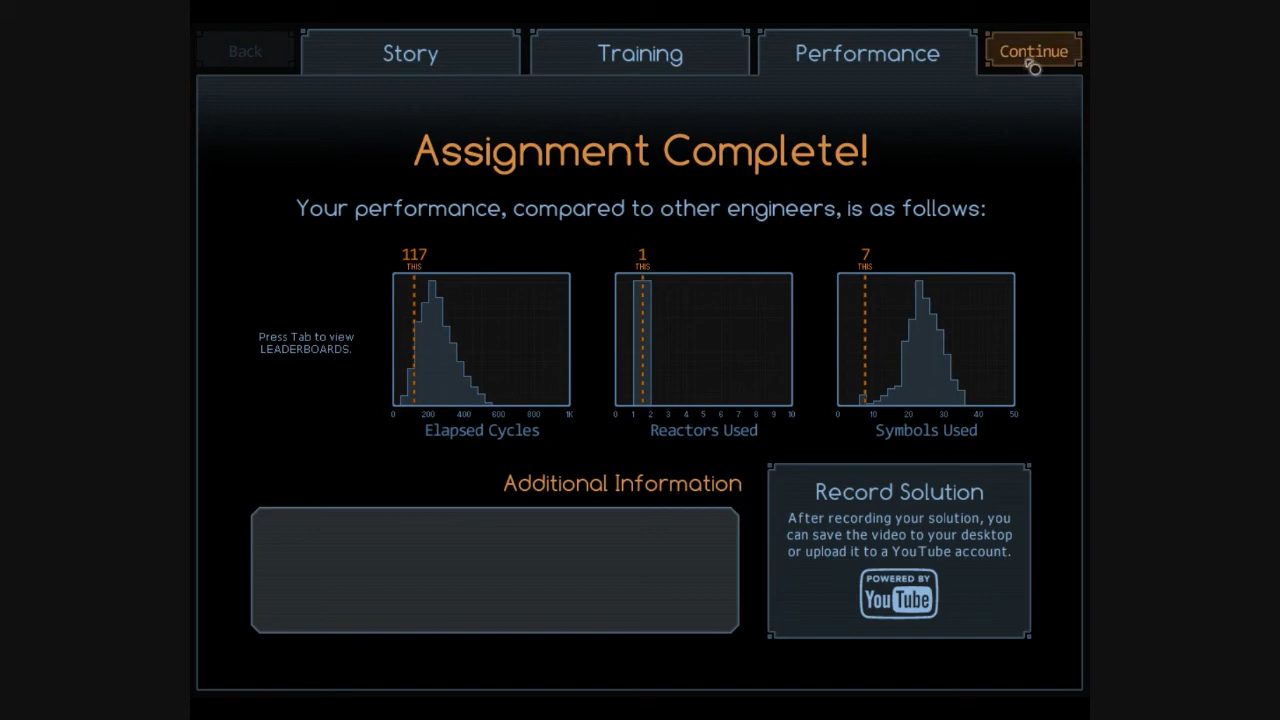 Back
Story
Training
Performance
Continue
Assignment Complete!
Your performance, compared to other engineers, is as follows:
117
THIS
1
THIS
7
THIS
Press Tab to view
LEADERBOARDS.
0 200 400 600 800 1K
0 1 2 3 4 5 6 7 8 9 10
0 10 20 30 40 50
Elapsed Cycles
Reactors Used
Symbols Used
Additional Information
Record Solution
After recording your solution, you
can save the video to your desktop
or upload it to a YouTube account.
POWERED BY
YouTube